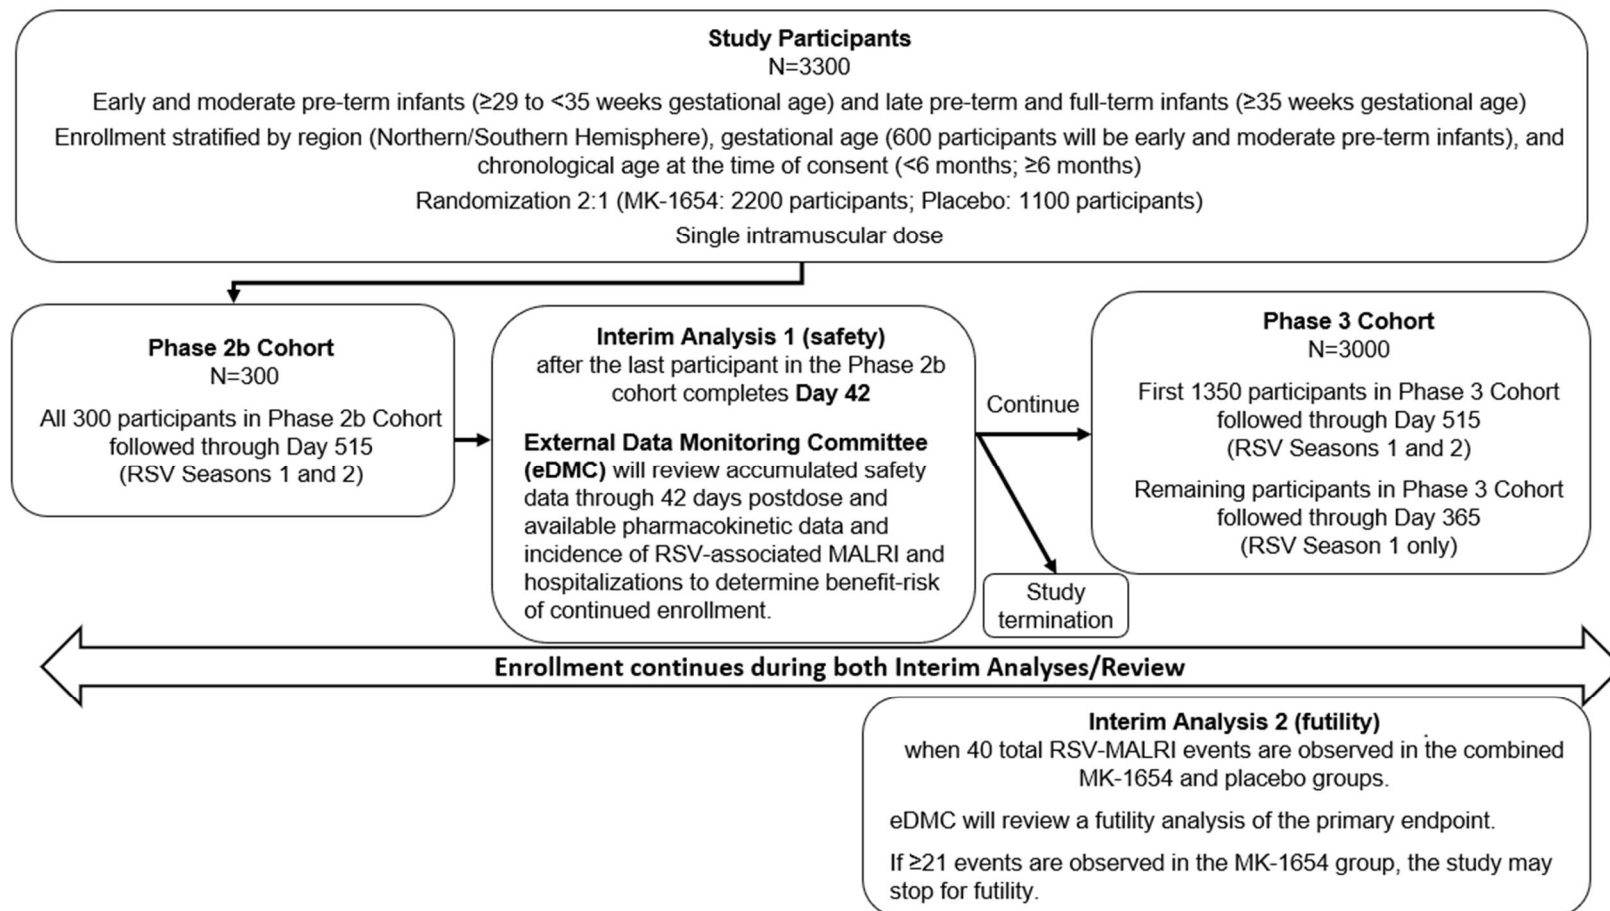 Study Participants
N=3300
Early and moderate pre-term infants (≥29 to <35 weeks gestational age) and late pre-term and full-term infants (≥35 weeks gestational age)
Enrollment stratified by region (Northern/Southern Hemisphere), gestational age (600 participants will be early and moderate pre-term infants), and
chronological age at the time of consent (<6 months; ≥6 months)
Randomization 2:1 (MK-1654: 2200 participants; Placebo: 1100 participants)
Single intramuscular dose
Phase 2b Cohort
N=300
All 300 participants in Phase 2b Cohort
followed through Day 515
(RSV Seasons 1 and 2)
Interim Analysis 1 (safety)
after the last participant in the Phase 2b
cohort completes Day 42
External Data Monitoring Committee
(eDMC) will review accumulated safety
data through 42 days postdose and
available pharmacokinetic data and
incidence of RSV-associated MALRI and
hospitalizations to determine benefit-risk
of continued enrollment.
Continue
Study
termination
Phase 3 Cohort
N=3000
First 1350 participants in Phase 3 Cohort
followed through Day 515
(RSV Seasons 1 and 2)
Remaining participants in Phase 3 Cohort
followed through Day 365
(RSV Season 1 only)
Enrollment continues during both Interim Analyses/Review
Interim Analysis 2 (futility)
when 40 total RSV-MALRI events are observed in the combined
MK-1654 and placebo groups.
eDMC will review a futility analysis of the primary endpoint.
If ≥21 events are observed in the MK-1654 group, the study may
stop for futility.